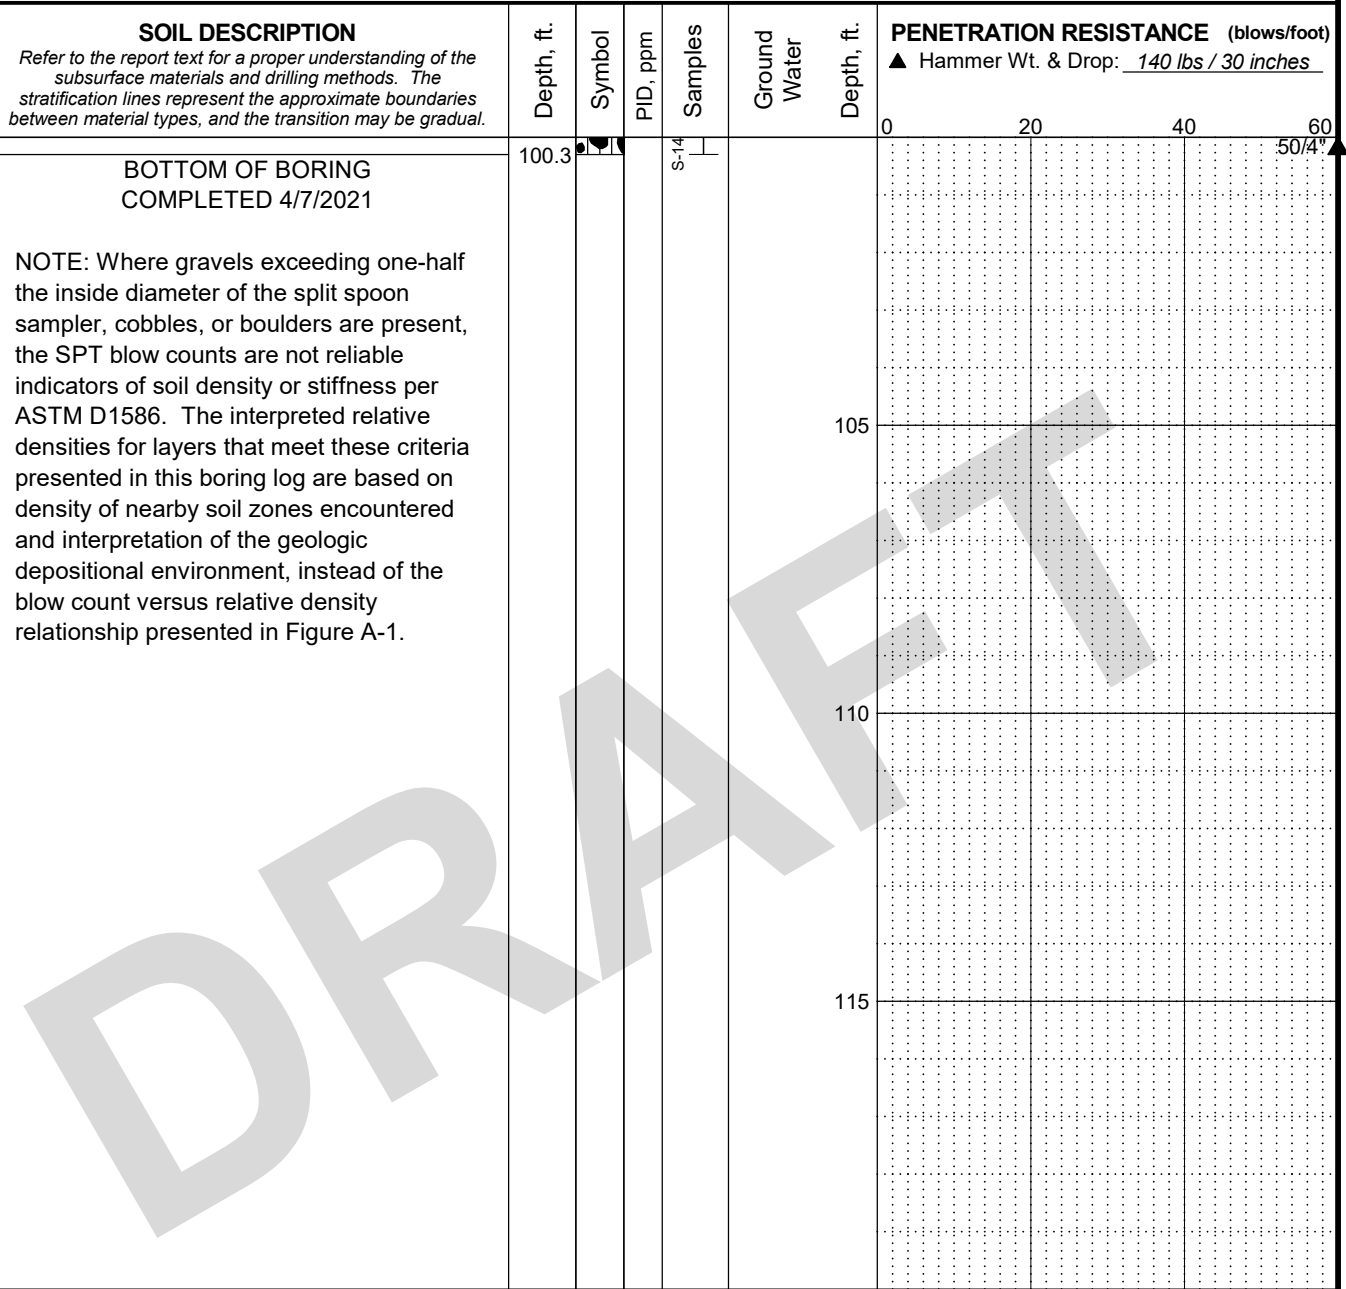 SOIL DESCRIPTION
Refer to the report text for a proper understanding of the
subsurface materials and drilling methods. The
stratification lines represent the approximate boundaries
between material types, and the transition may be gradual.
Depth, ft.
Symbol
PID, ppm
Samples
Ground
Water
Depth, ft.
PENETRATION RESISTANCE (blows/foot)
▲ Hammer Wt. & Drop: 140 lbs / 30 inches
0 20 40 60
BOTTOM OF BORING
COMPLETED 4/7/2021
100.3
S-14
50/4"
NOTE: Where gravels exceeding one-half
the inside diameter of the split spoon
sampler, cobbles, or boulders are present,
the SPT blow counts are not reliable
indicators of soil density or stiffness per
ASTM D1586. The interpreted relative
densities for layers that meet these criteria
presented in this boring log are based on
density of nearby soil zones encountered
and interpretation of the geologic
depositional environment, instead of the
blow count versus relative density
relationship presented in Figure A-1.
105
110
115
DRAFT